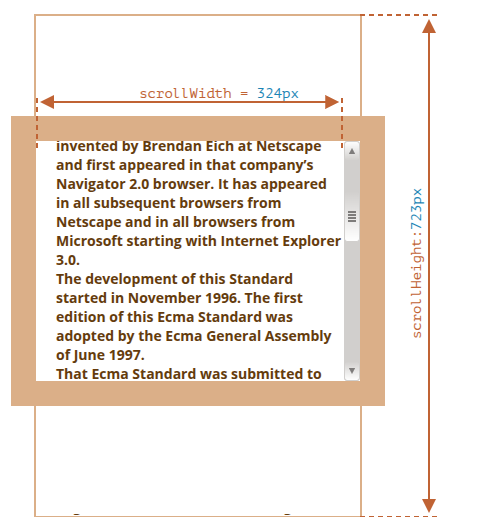 scrollWidth = 324px
invented by Brendan Eich at Netscape
and first appeared in that company's
Navigator 2.0 browser. It has appeared
in all subsequent browsers from
Netscape and in all browsers from
Microsoft starting with Internet Explorer
3.0.
The development of this Standard
started in November 1996. The first
edition of this Ecma Standard was
adopted by the Ecma General Assembly
of June 1997.
That Ecma Standard was submitted to
scrollHeight:723px